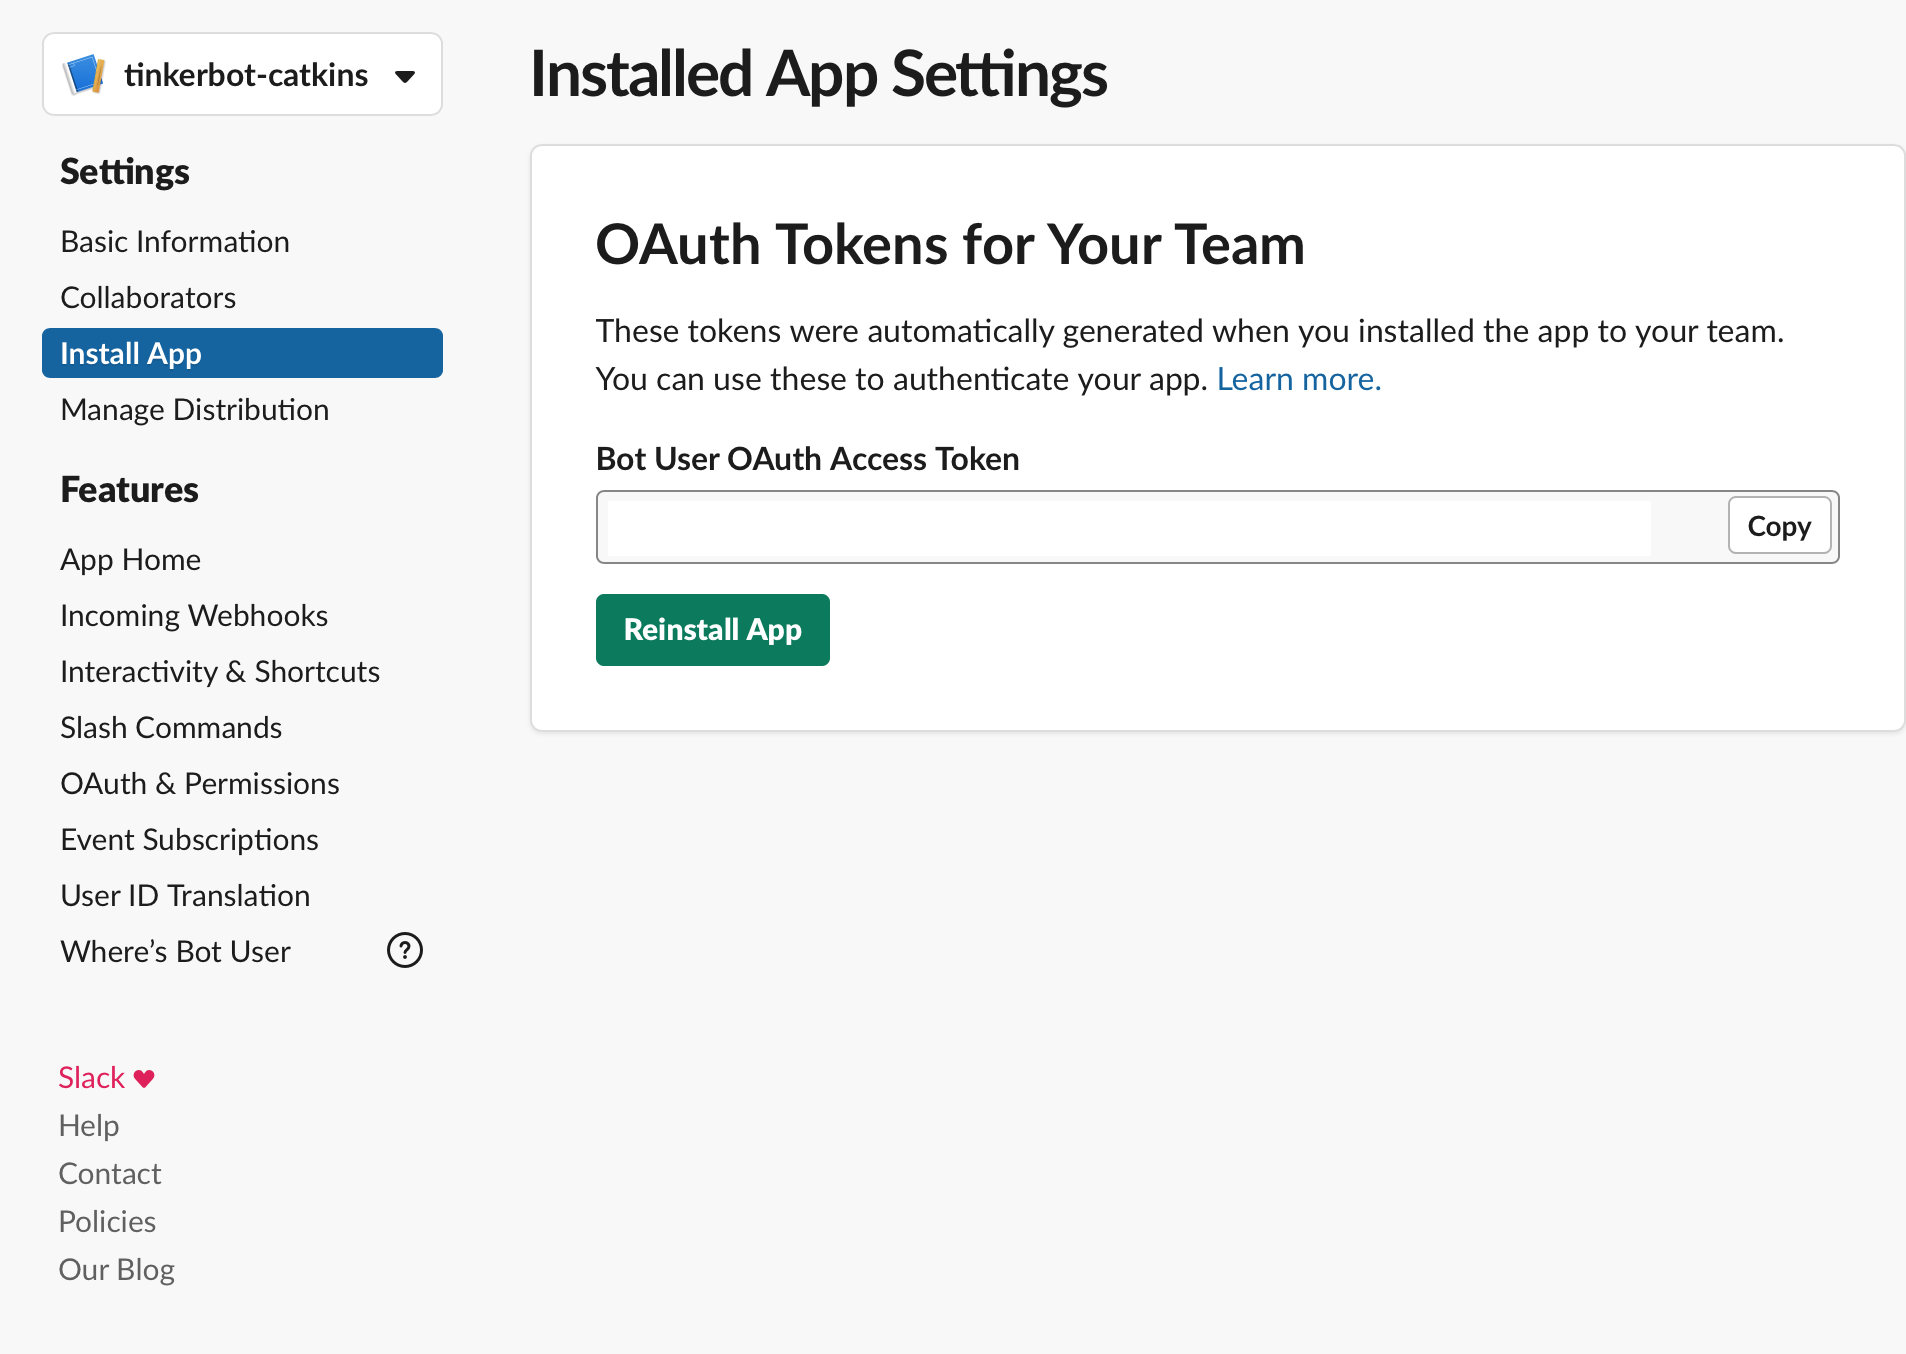 tinkerbot-catkins
Settings
Basic Information
Collaborators
Install App
Manage Distribution
Features
App Home
Incoming Webhooks
Interactivity & Shortcuts
Slash Commands
OAuth & Permissions
Event Subscriptions
User ID Translation
Where’s Bot User ?
Slack ♥
Help
Contact
Policies
Our Blog
Installed App Settings
OAuth Tokens for Your Team
These tokens were automatically generated when you installed the app to your team.
You can use these to authenticate your app. Learn more.
Bot User OAuth Access Token
Copy
Reinstall App